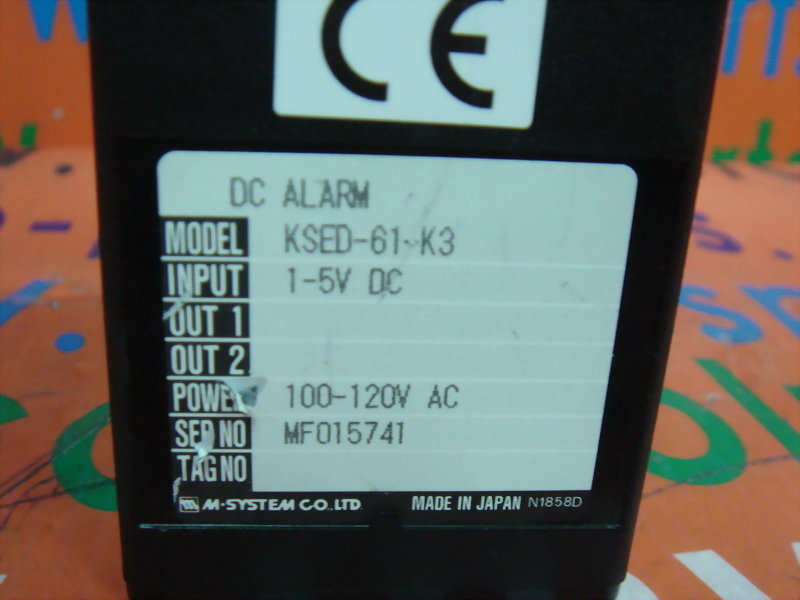 CE
DC ALARM
MODEL KSED-61-K3
INPUT 1-5V DC
OUT 1
OUT 2
POWER 100-120V AC
SER NO MF015741
TAG NO
M-SYSTEM CO.,LTD. MADE IN JAPAN N1858D